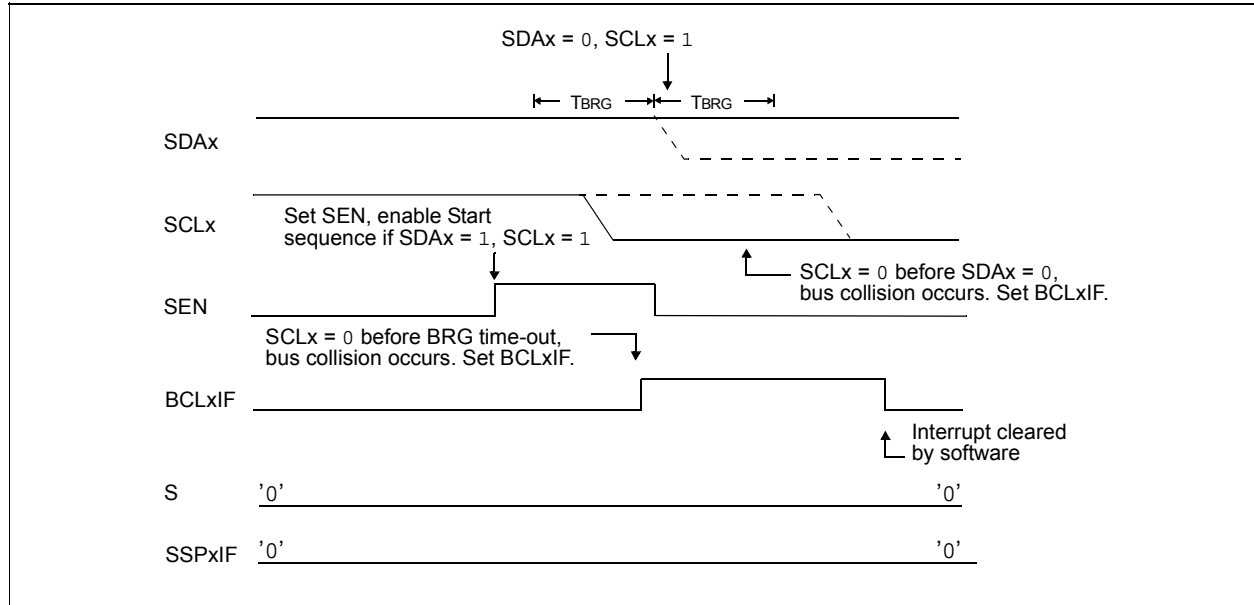 SDAx = 0, SCLx = 1
TBRG TBRG
SDAx
SCLx
Set SEN, enable Start
sequence if SDAx = 1, SCLx = 1
SCLx = 0 before SDAx = 0,
bus collision occurs. Set BCLxIF.
SEN
SCLx = 0 before BRG time-out,
bus collision occurs. Set BCLxIF.
BCLxIF
Interrupt cleared
by software
S '0' '0'
SSPxIF '0' '0'